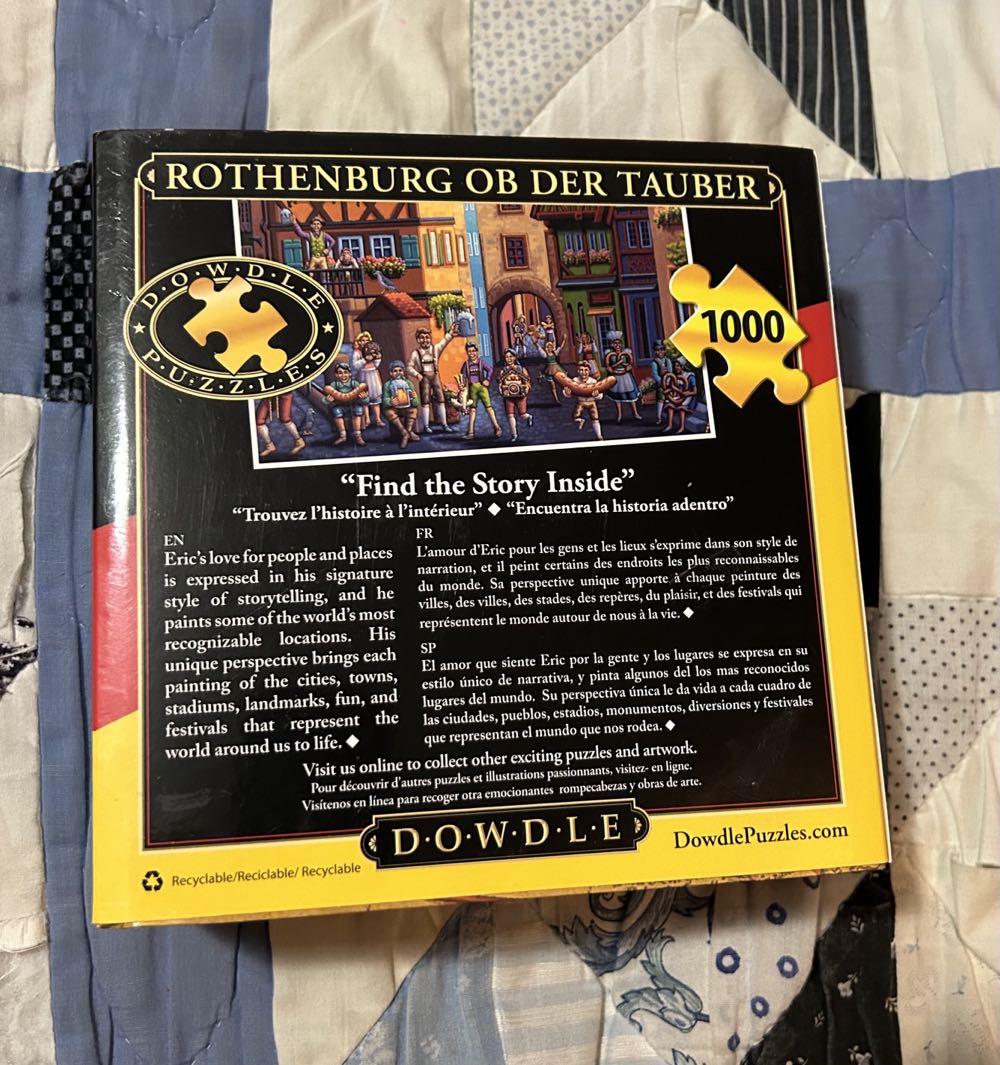 ROTHENBURG OB DER TAUBER
D·O·W·D·L·E
P·U·Z·Z·L·E·S
1000
“Find the Story Inside”
“Trouvez l’histoire à l’intérieur” ◆ “Encuentra la historia adentro”
EN
Eric’s love for people and places
is expressed in his signature
style of storytelling, and he
paints some of the world’s most
recognizable locations. His
unique perspective brings each
painting of the cities, towns,
stadiums, landmarks, fun, and
festivals that represent the
world around us to life. ◆
FR
L’amour d’Eric pour les gens et les lieux s’exprime dans son style de
narration, et il peint certains des endroits les plus reconnaissables
du monde. Sa perspective unique apporte à chaque peinture des
villes, des villes, des stades, des repères, du plaisir, et des festivals qui
représentent le monde autour de nous à la vie. ◆
SP
El amor que siente Eric por la gente y los lugares se expresa en su
estilo único de narrativa, y pinta algunos del los mas reconocidos
lugares del mundo. Su perspectiva única le da vida a cada cuadro de
las ciudades, pueblos, estadios, monumentos, diversiones y festivales
que representan el mundo que nos rodea. ◆
Visit us online to collect other exciting puzzles and artwork.
Pour découvrir d’autres puzzles et illustrations passionnants, visitez- en ligne.
Visítenos en línea para recoger otra emocionantes rompecabezas y obras de arte.
D·O·W·D·L·E
DowdlePuzzles.com
Recyclable/Reciclable/ Recyclable